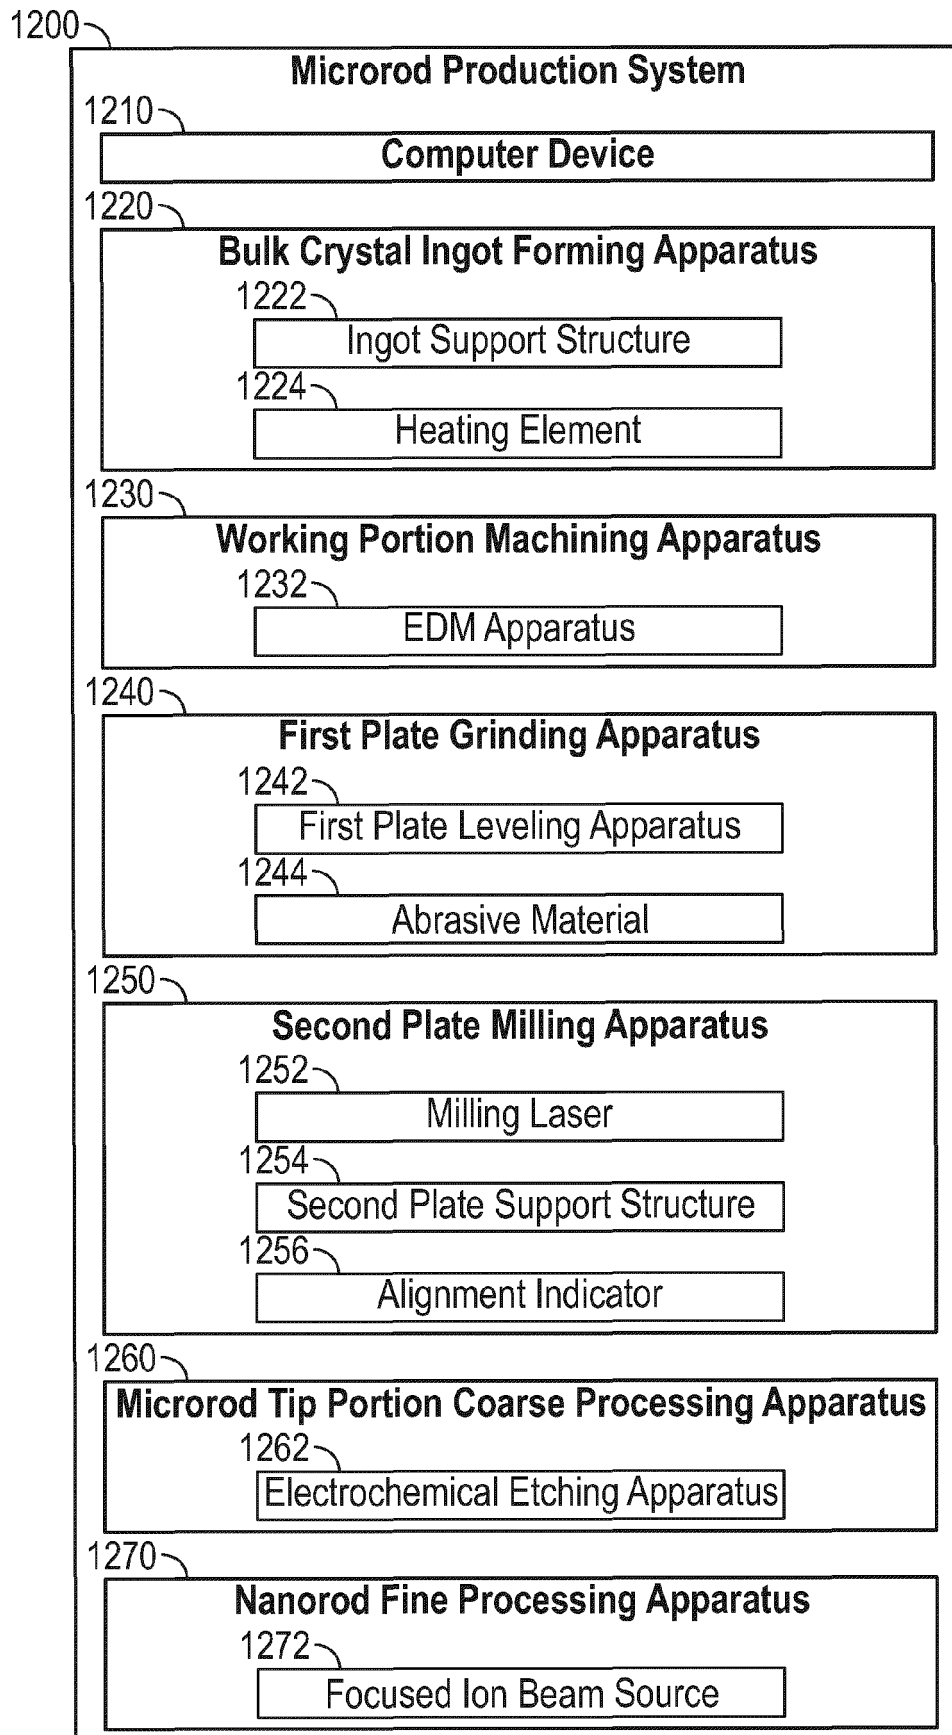 1200
Microrod Production System
1210
Computer Device
1220
Bulk Crystal Ingot Forming Apparatus
1222
Ingot Support Structure
1224
Heating Element
1230
Working Portion Machining Apparatus
1232
EDM Apparatus
1240
First Plate Grinding Apparatus
1242
First Plate Leveling Apparatus
1244
Abrasive Material
1250
Second Plate Milling Apparatus
1252
Milling Laser
1254
Second Plate Support Structure
1256
Alignment Indicator
1260
Microrod Tip Portion Coarse Processing Apparatus
1262
Electrochemical Etching Apparatus
1270
Nanorod Fine Processing Apparatus
1272
Focused Ion Beam Source